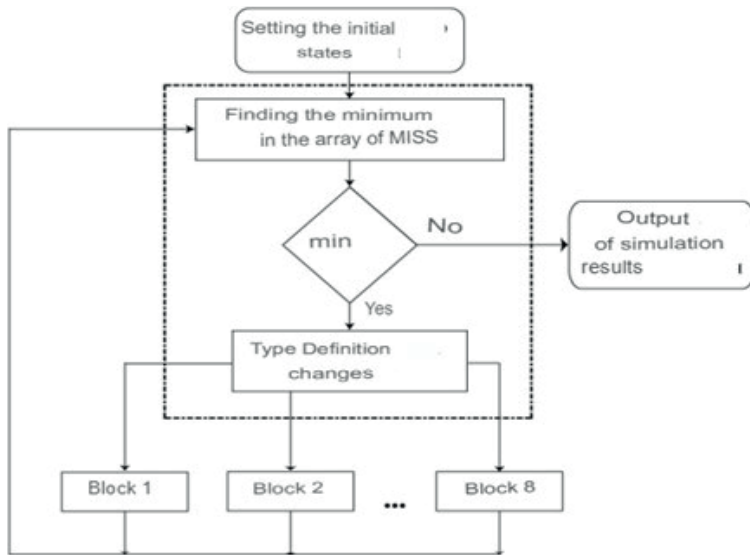 Setting the initial
states
Finding the minimum
in the array of MISS
min
No
Output
of simulation
results
Yes
Type Definition
changes
Block 1
Block 2
...
Block 8